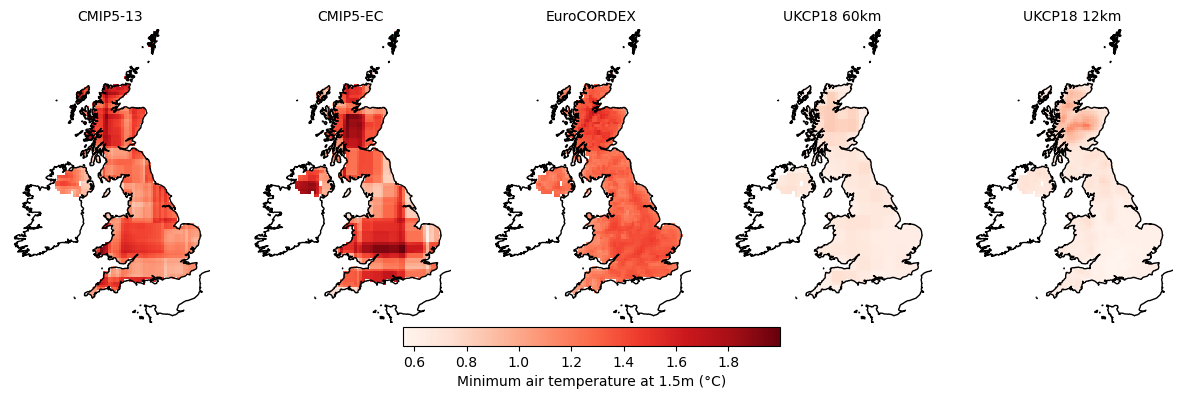 CMIP5-13
CMIP5-EC
EuroCORDEX
UKCP18 60km
UKCP18 12km
0.6 0.8 1.0 1.2 1.4 1.6 1.8
Minimum air temperature at 1.5m (°C)